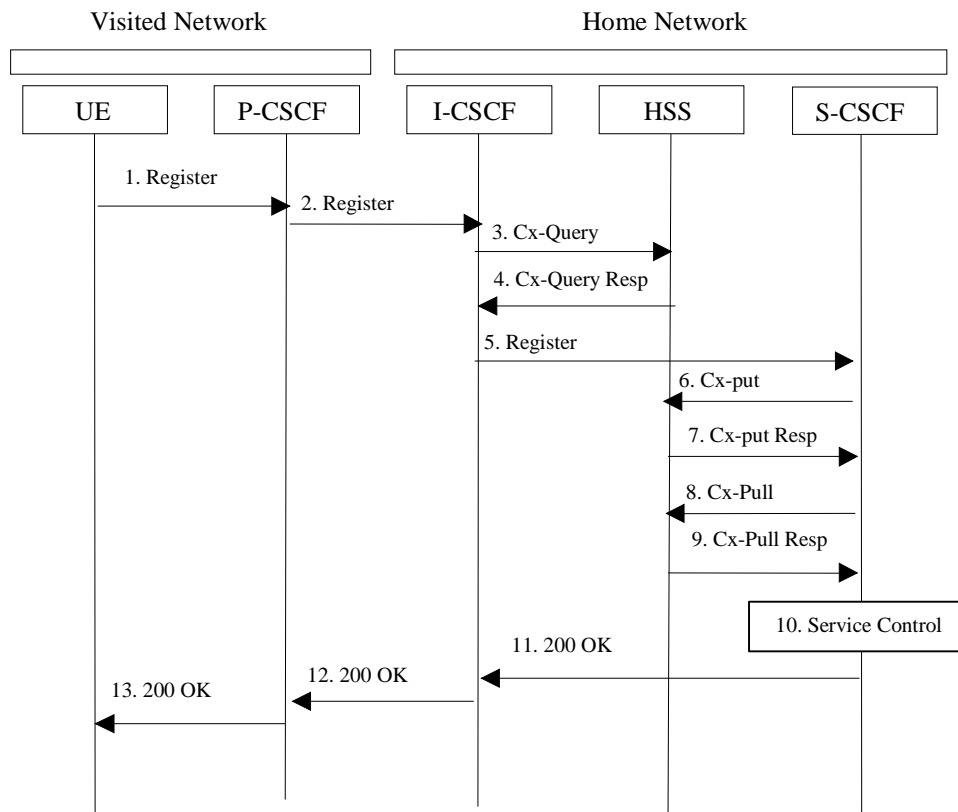 Visited Network
Home Network
UE
P-CSCF
I-CSCF
HSS
S-CSCF
1. Register
2. Register
3. Cx-Query
4. Cx-Query Resp
5. Register
6. Cx-put
7. Cx-put Resp
8. Cx-Pull
9. Cx-Pull Resp
10. Service Control
11. 200 OK
12. 200 OK
13. 200 OK